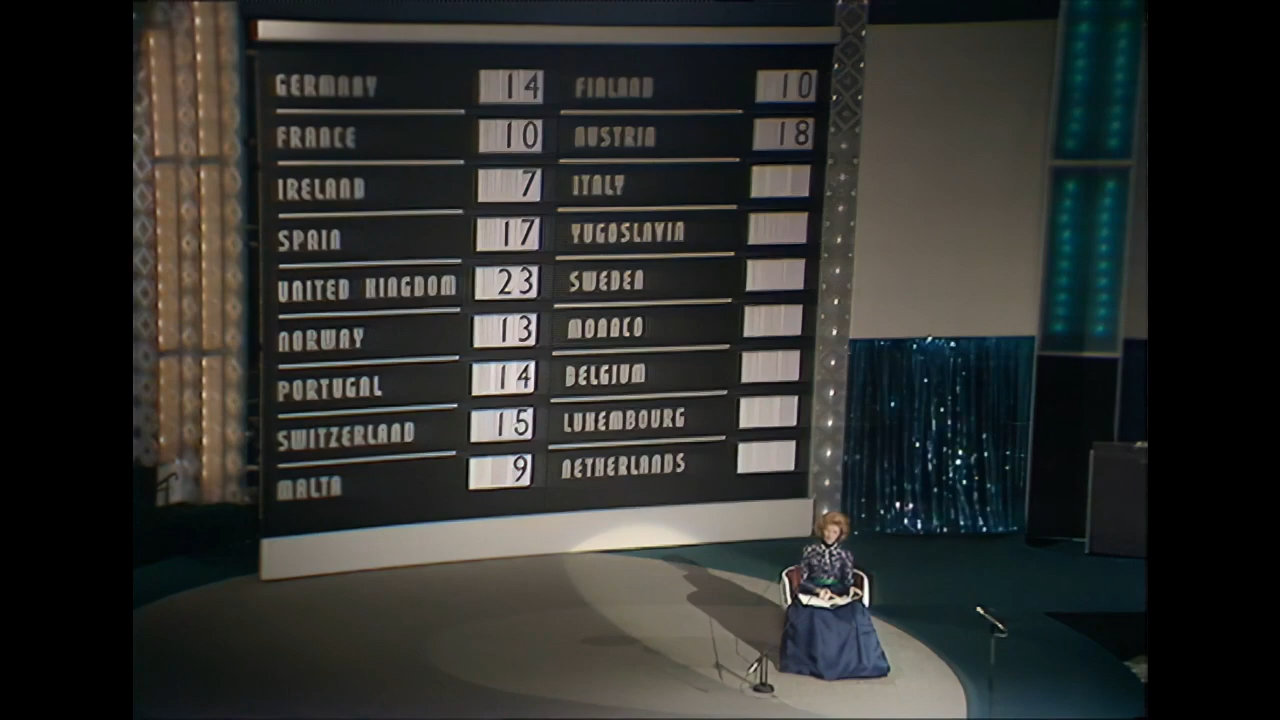 GERMANY 14
FRANCE 10
IRELAND 7
SPAIN 17
UNITED KINGDOM 23
NORWAY 13
PORTUGAL 14
SWITZERLAND 15
MALTA 9
FINLAND 10
AUSTRIA 18
ITALY
YUGOSLAVIA
SWEDEN
MONACO
BELGIUM
LUXEMBOURG
NETHERLANDS